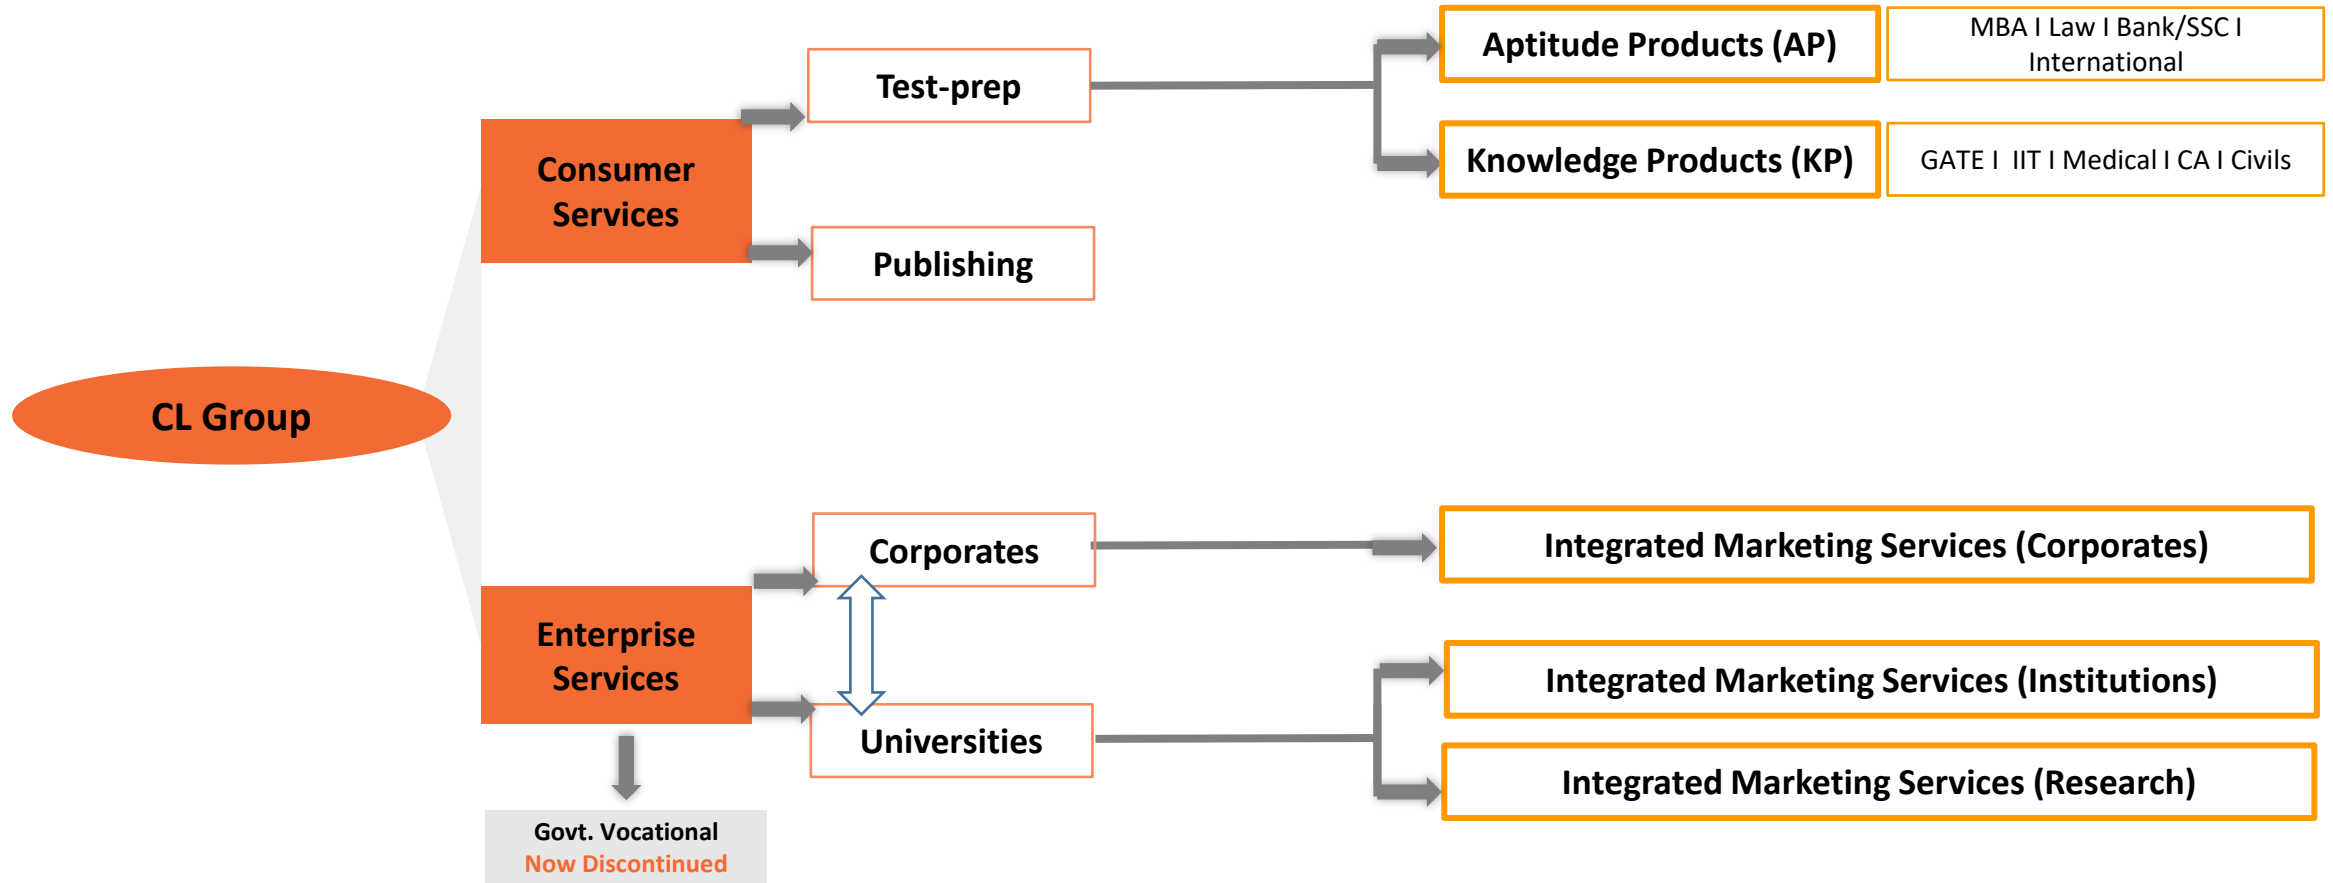 CL Group
Consumer
Services
Test-prep
Aptitude Products (AP)
MBA I Law I Bank/SSC I
International
Knowledge Products (KP)
GATE I  IIT I Medical I CA I Civils
Publishing
Enterprise
Services
Corporates
Integrated Marketing Services (Corporates)
Universities
Integrated Marketing Services (Institutions)
Integrated Marketing Services (Research)
Govt. Vocational
Now Discontinued